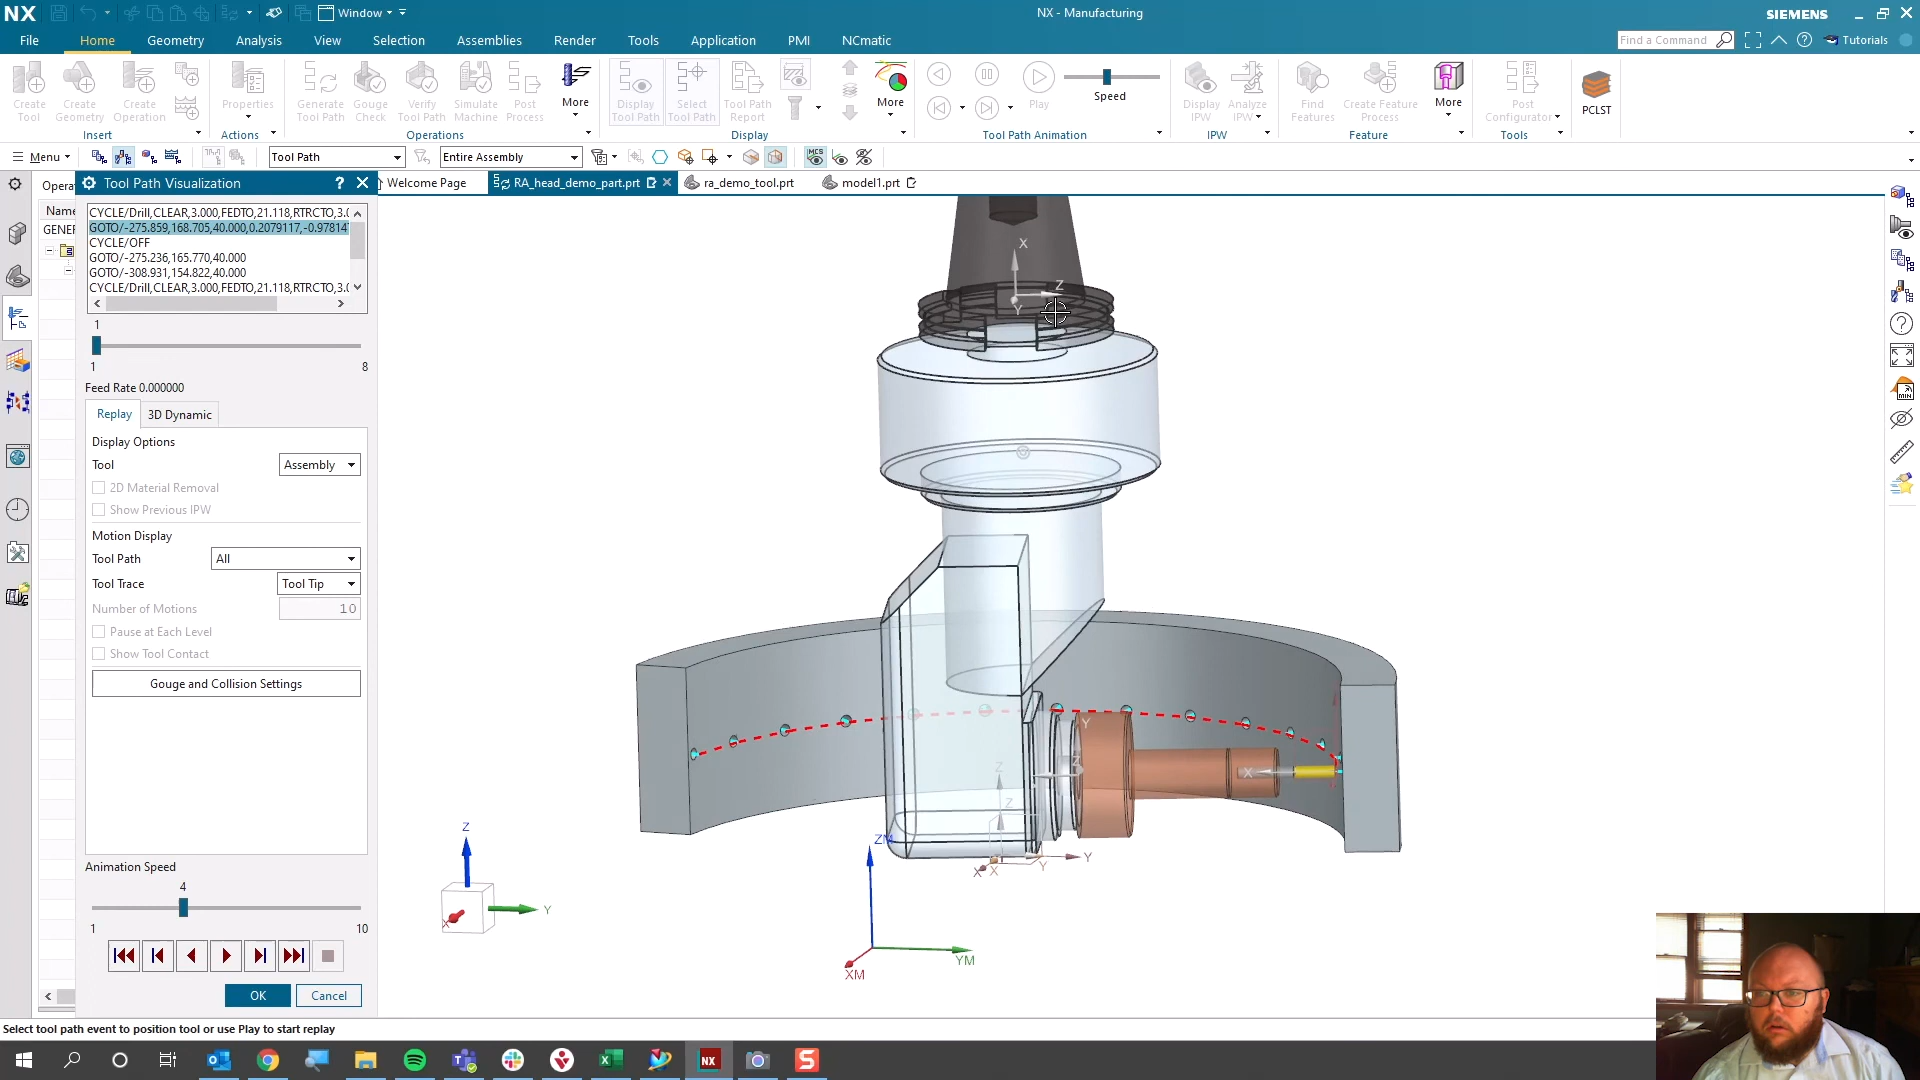 NX
Window
NX - Manufacturing
SIEMENS
File
Home
Geometry
Analysis
View
Selection
Assemblies
Render
Tools
Application
PMI
NCmatic
Find a Command
Tutorials
Create Tool
Create Geometry
Create Operation
Properties
Generate Tool Path
Gouge Check
Verify Tool Path
Simulate Machine
Post Process
More
Display Tool Path
Select Tool Path
Tool Path Report
More
Play
Speed
Display IPW
Analyze IPW
Find Features
Create Feature Process
More
Post Configurator
PCLST
Insert
Actions
Operations
Display
Tool Path Animation
IPW
Feature
Tools
Menu
Tool Path
Entire Assembly
MCS
Tool Path Visualization
?
Welcome Page
RA_head_demo_part.prt
ra_demo_tool.prt
model1.prt
Opera
Name
GENER
CYCLE/Drill,CLEAR,3.000,FEDTO,21.118,RTRCTO,3.0
GOTO/-275.859,168.705,40.000,0.2079117,-0.97814
CYCLE/OFF
GOTO/-275.236,165.770,40.000
GOTO/-308.931,154.822,40.000
CYCLE/Drill,CLEAR,3.000,FEDTO,21.118,RTRCTO,3.0
1
1
8
Feed Rate 0.000000
Replay
3D Dynamic
Display Options
Tool
Assembly
2D Material Removal
Show Previous IPW
Motion Display
Tool Path
All
Tool Trace
Tool Tip
Number of Motions
10
Pause at Each Level
Show Tool Contact
Gouge and Collision Settings
Animation Speed
4
1
10
OK
Cancel
X
Z
Y
Y
X
Z
Z
Y
X
X
Y
ZM
YM
XM
Z
Y
X
MIN
Select tool path event to position tool or use Play to start replay
NX
S